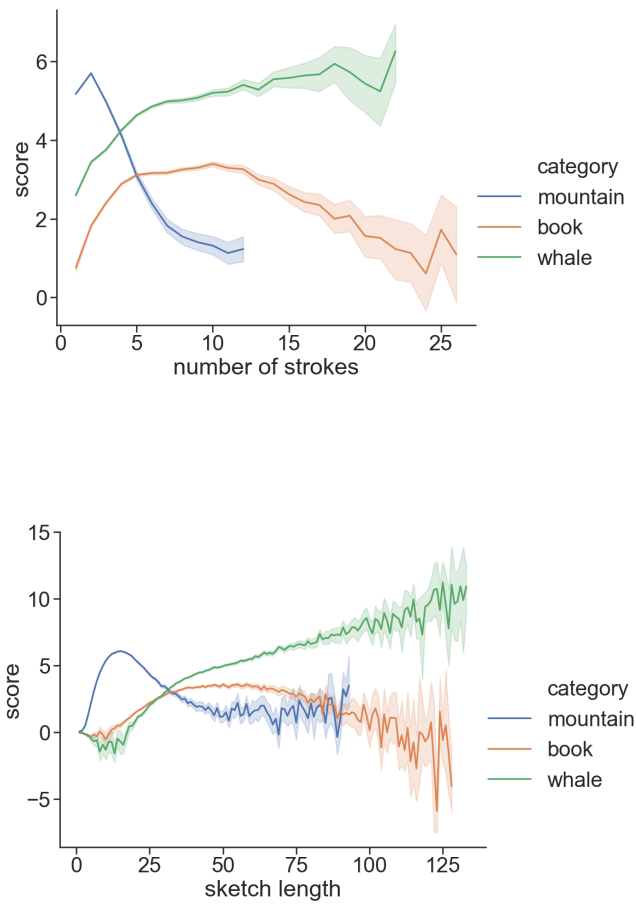 6
4
2
0
score
0 5 10 15 20 25
number of strokes
category
mountain
book
whale
15
10
5
0
−5
score
0 25 50 75 100 125
sketch length
category
mountain
book
whale